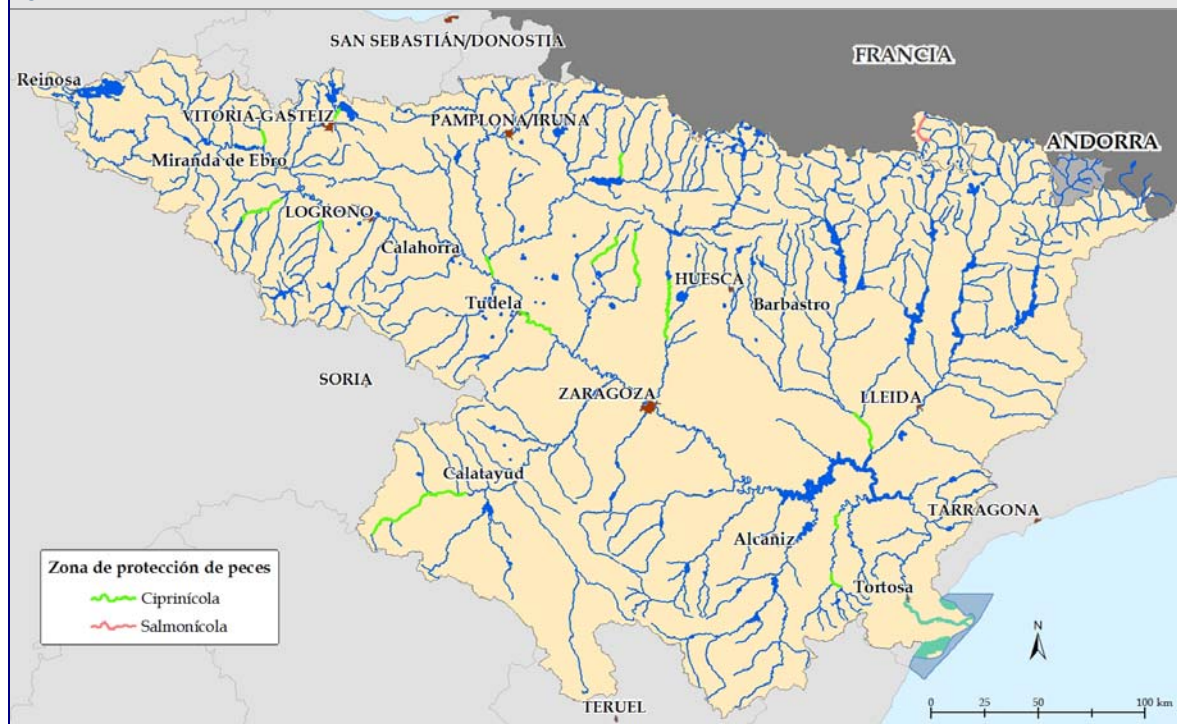 SAN SEBASTIÁN/DONOSTIA
FRANCIA
Reinosa
VITORIA-GASTEIZ
PAMPLONA/IRUÑA
ANDORRA
Miranda de Ebro
LOGROÑO
Calahorra
HUESCA
Tudela
Barbastro
SORIA
ZARAGOZA
LLEIDA
Calatayud
TARRAGONA
Alcañiz
Zona de protección de peces
Ciprinícola
Tortosa
Salmonícola
N
TERUEL
0 25 50 100 km